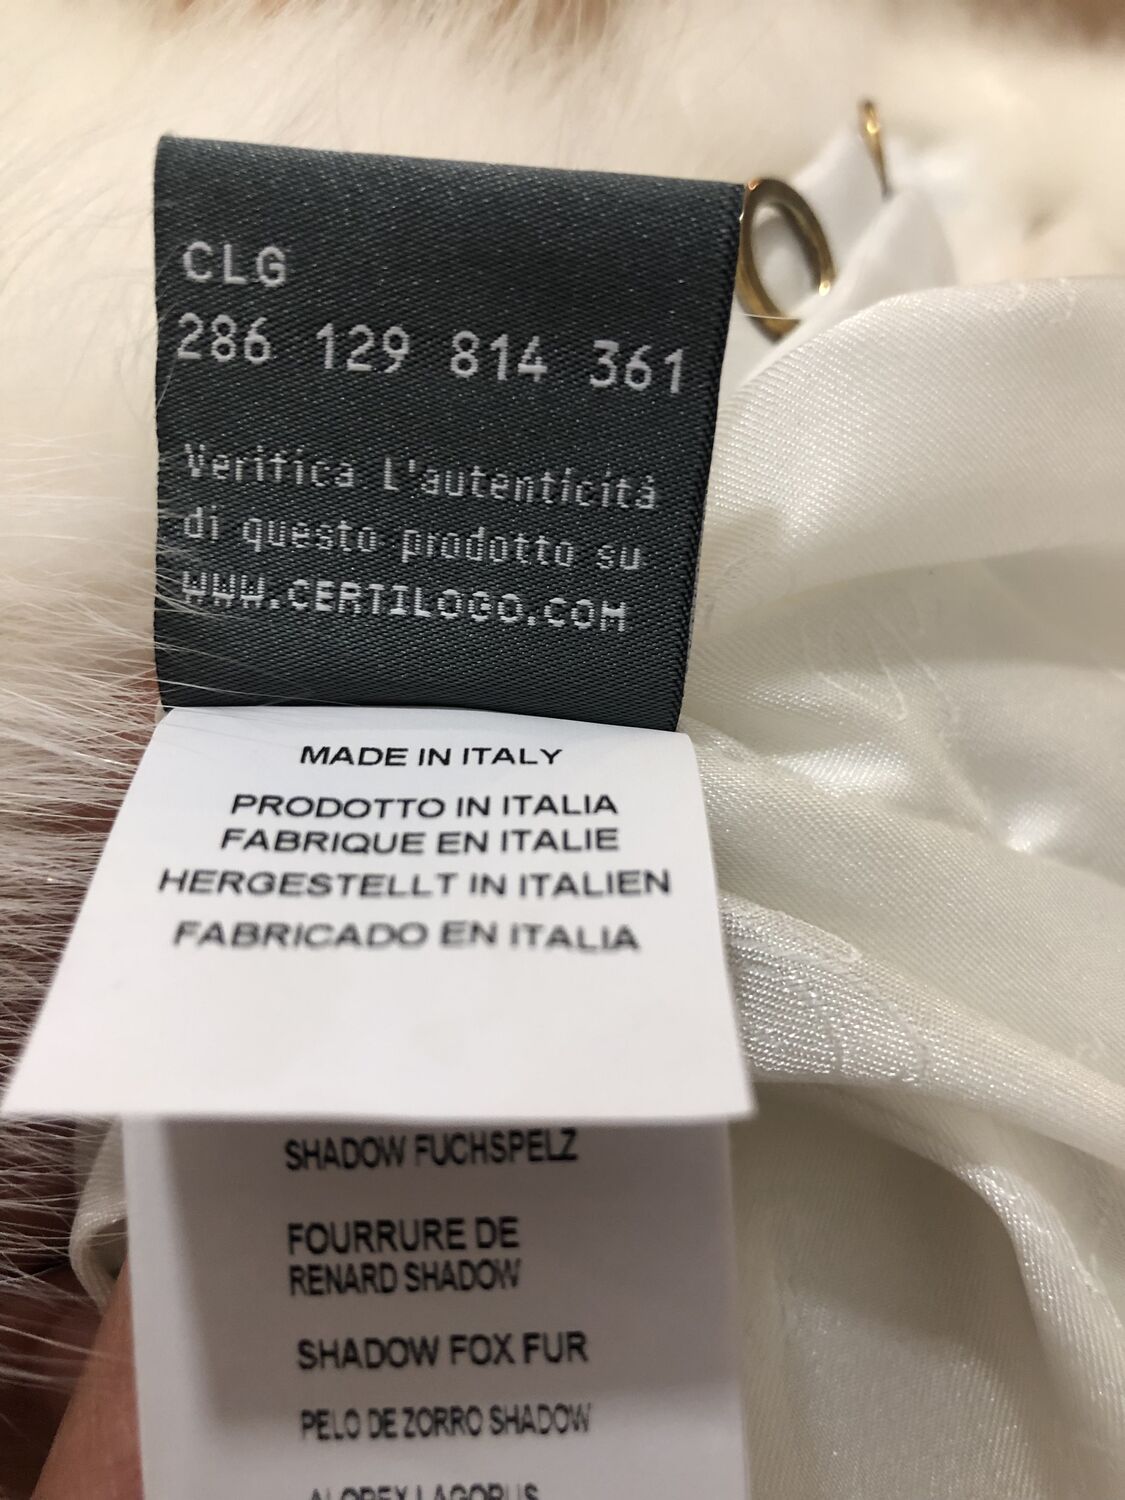 CLG
286 129 814 361
Verifica L'autenticità
di questo prodotto su
WWW.CERTILOGO.COM
MADE IN ITALY
PRODOTTO IN ITALIA
FABRIQUE EN ITALIE
HERGESTELLT IN ITALIEN
FABRICADO EN ITALIA
SHADOW FUCHSPELZ
FOURRURE DE
RENARD SHADOW
SHADOW FOX FUR
PELO DE ZORRO SHADOW